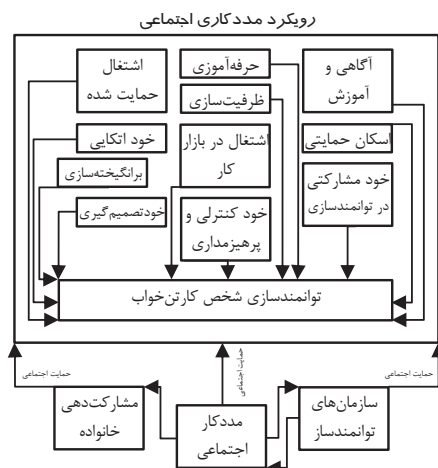 رویکرد مددکاری اجتماعی
آگاهی و
آموزش
حرفه‌آموزی
اشتغال
حمایت شده
ظرفیت‌سازی
اسکان حمایتی
اشتغال در بازار
کار
خود اتکایی
برانگیخته‌سازی
خود مشارکتی
در توانمندسازی
خود کنترلی و
پرهیزمداری
خودتصمیم‌گیری
توانمندسازی شخص کارتن‌خواب
حمایت اجتماعی
حمایت اجتماعی
حمایت اجتماعی
سازمان‌های
توانمندساز
مددکار
اجتماعی
مشارکت‌دهی
خانواده